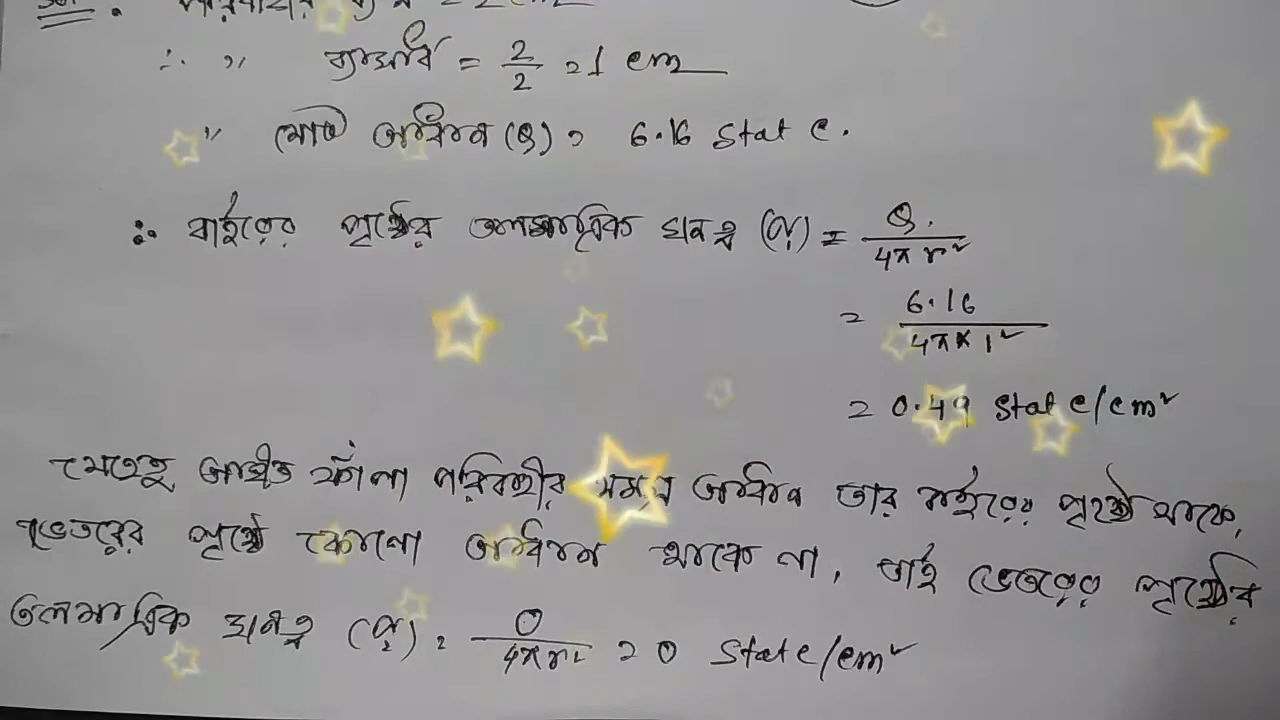 ∴ " ব্যাসার্ধ = 2/2 = 1 cm
" মোট আধান (Q) = 6.16 Stat C.
∴ বাইরের পৃষ্ঠের তলমাত্রিক ঘনত্ব (σ₁) = Q/4πr²
= 6.16/4π×1²
= 0.49 Stat C/cm²
যেহেতু আহিত ফাঁপা পরিবাহীর সমস্ত আধান তার বাইরের পৃষ্ঠে থাকে,
ভেতরের পৃষ্ঠে কোনো আধান থাকে না, তাই ভেতরের পৃষ্ঠের
তলমাত্রিক ঘনত্ব (σ₂) = 0/4πr² = 0 Stat C/cm²